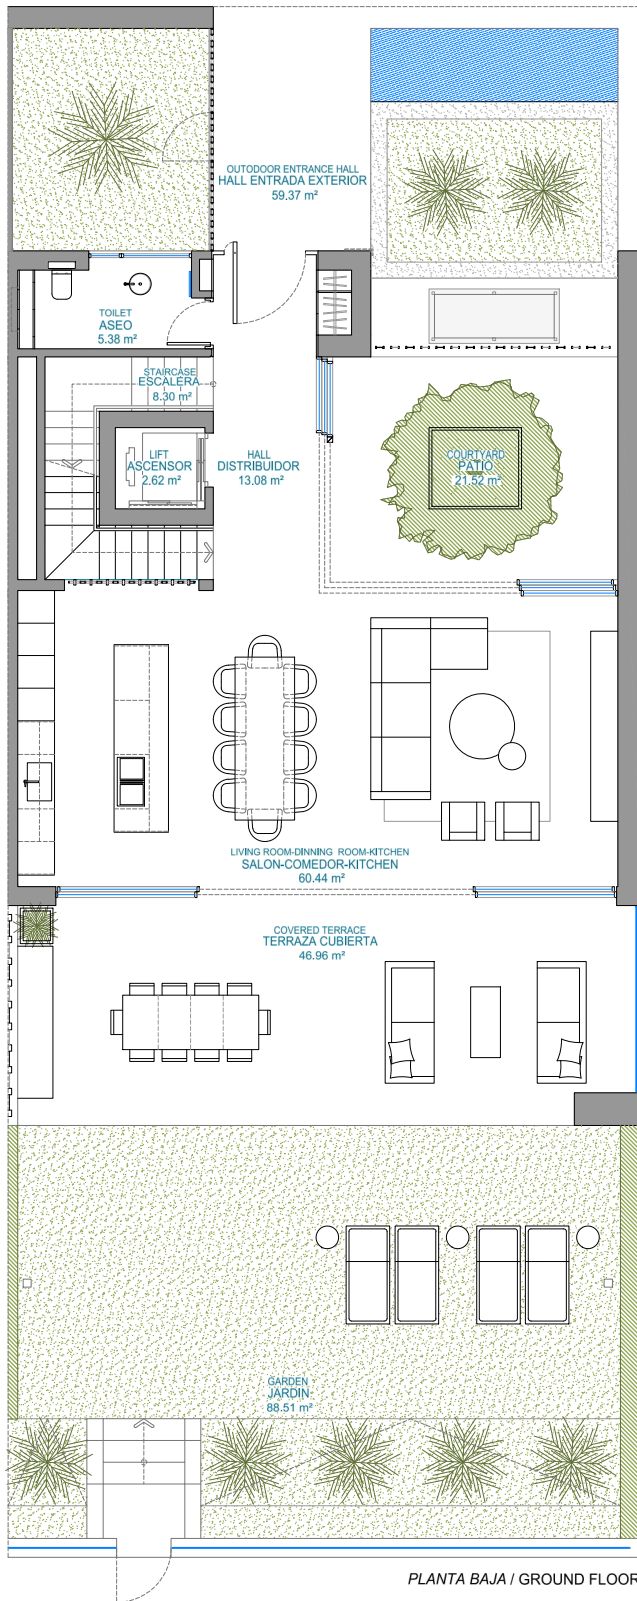 OUTODOOR ENTRANCE HALL
HALL ENTRADA EXTERIOR
59.37 m²
TOILET
ASEO
5.38 m²
STAIRCASE
ESCALERA
8.30 m²
LIFT
ASCENSOR
2.62 m²
HALL
DISTRIBUIDOR
13.08 m²
COURTYARD
PATIO
21.52 m²
LIVING ROOM-DINNING ROOM-KITCHEN
SALON-COMEDOR-KITCHEN
60.44 m²
COVERED TERRACE
TERRAZA CUBIERTA
46.96 m²
GARDEN
JARDIN
88.51 m²
PLANTA BAJA / GROUND FLOOR